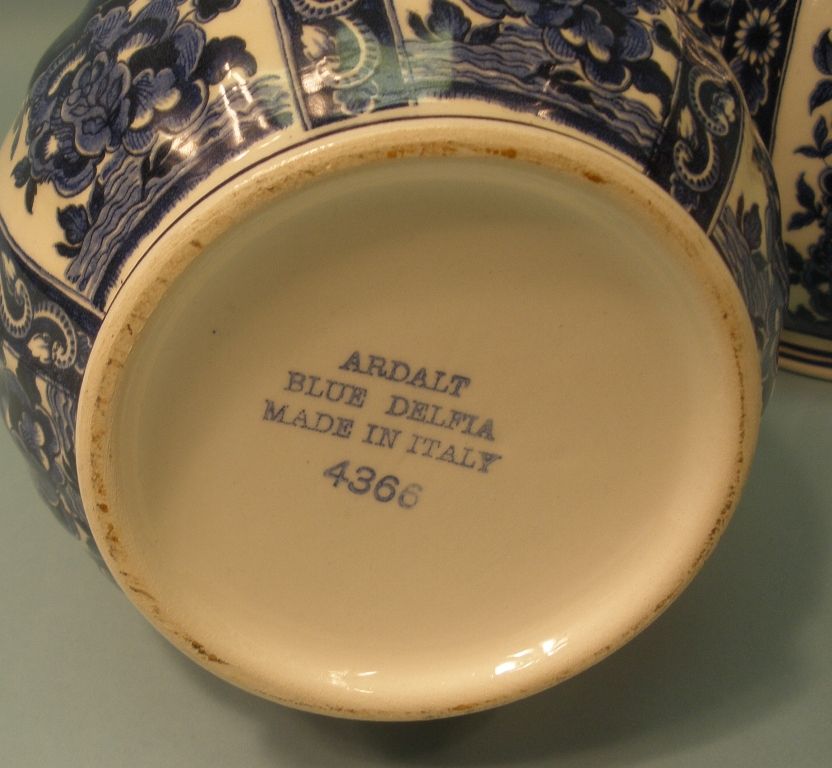 ARDALT
BLUE DELFIA
MADE IN ITALY
4366